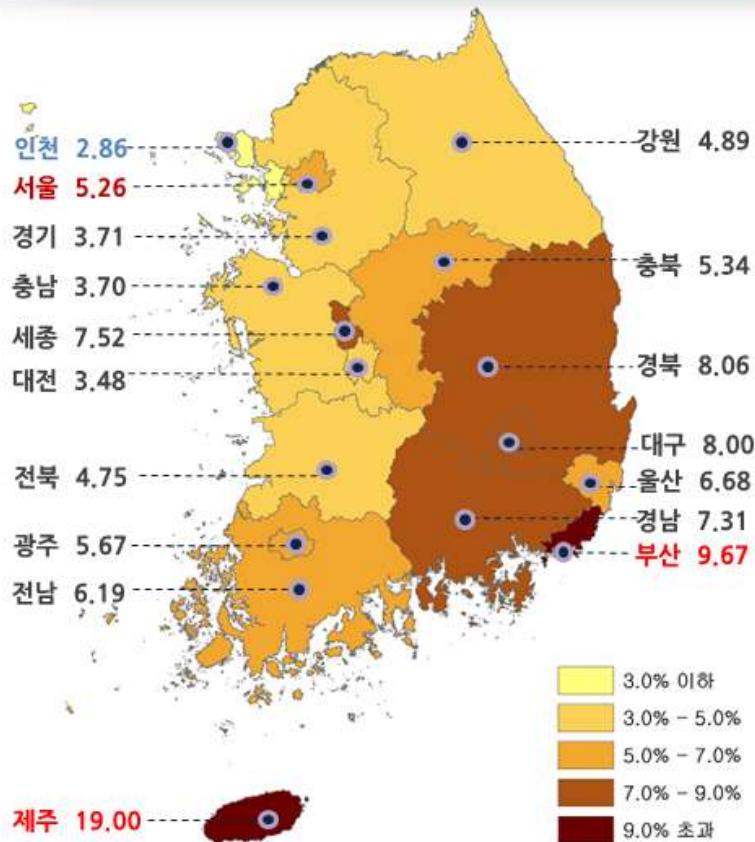 인천 2.86
서울 5.26
경기 3.71
충남 3.70
세종 7.52
대전 3.48
전북 4.75
광주 5.67
전남 6.19
제주 19.00
강원 4.89
충북 5.34
경북 8.06
대구 8.00
울산 6.68
경남 7.31
부산 9.67
3.0% 이하
3.0% - 5.0%
5.0% - 7.0%
7.0% - 9.0%
9.0% 초과